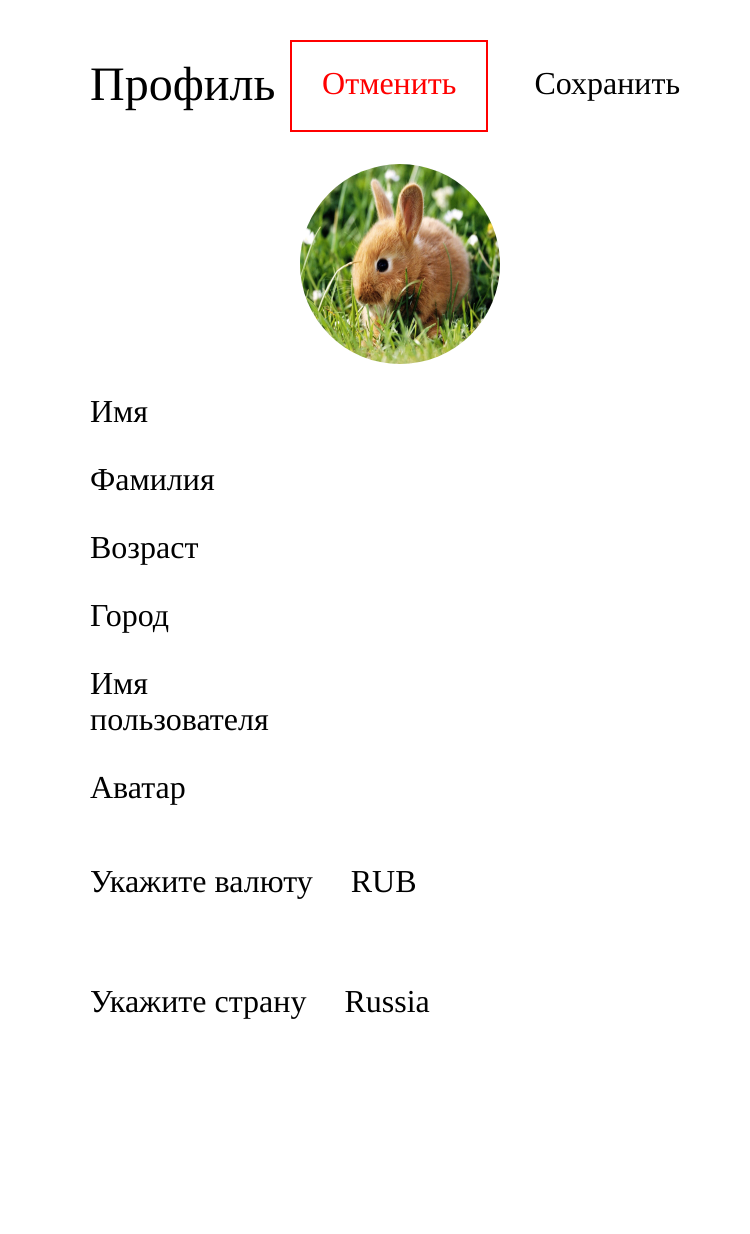 Профиль Отменить Сохранить
Имя
Фамилия
Возраст
Город
Имя
пользователя
Аватар
Укажите валюту RUB
Укажите страну Russia